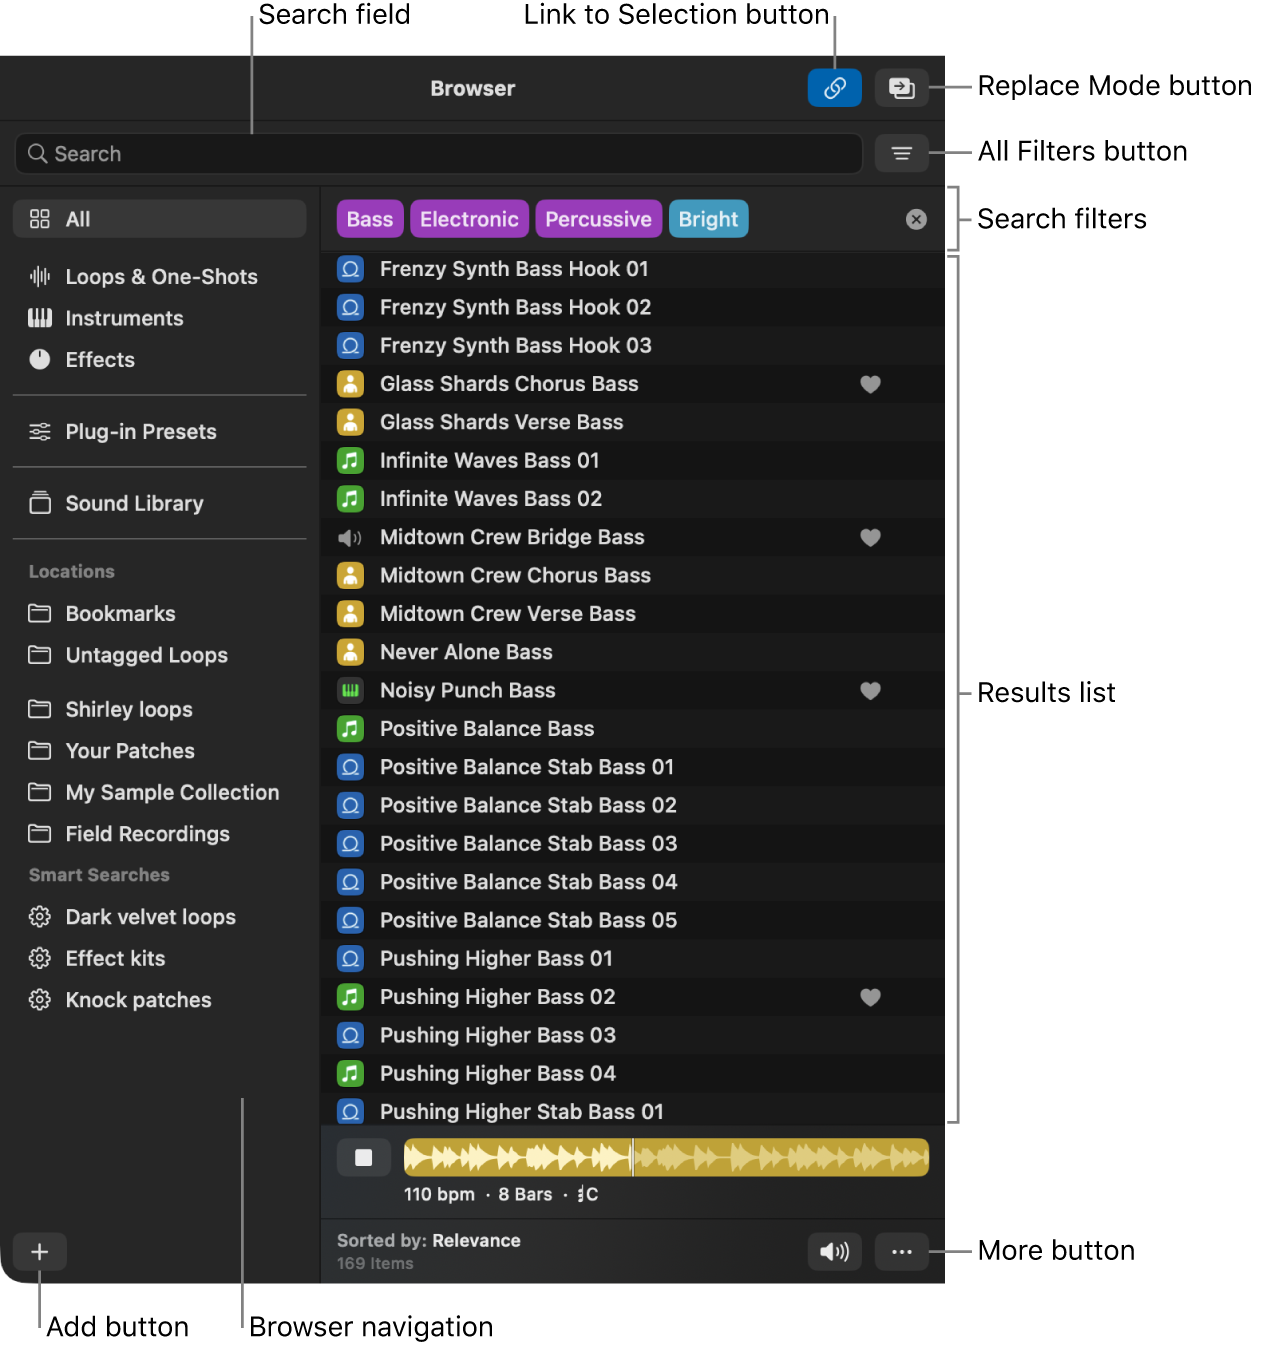 Search field
Link to Selection button
Browser
Replace Mode button
Search
All Filters button
All
Loops & One-Shots
Instruments
Effects
Plug-in Presets
Sound Library
Locations
Bookmarks
Untagged Loops
Shirley loops
Your Patches
My Sample Collection
Field Recordings
Smart Searches
Dark velvet loops
Effect kits
Knock patches
Bass Electronic Percussive Bright
Search filters
Frenzy Synth Bass Hook 01
Frenzy Synth Bass Hook 02
Frenzy Synth Bass Hook 03
Glass Shards Chorus Bass
Glass Shards Verse Bass
Infinite Waves Bass 01
Infinite Waves Bass 02
Midtown Crew Bridge Bass
Midtown Crew Chorus Bass
Midtown Crew Verse Bass
Never Alone Bass
Noisy Punch Bass
Positive Balance Bass
Positive Balance Stab Bass 01
Positive Balance Stab Bass 02
Positive Balance Stab Bass 03
Positive Balance Stab Bass 04
Positive Balance Stab Bass 05
Pushing Higher Bass 01
Pushing Higher Bass 02
Pushing Higher Bass 03
Pushing Higher Bass 04
Pushing Higher Stab Bass 01
Results list
110 bpm · 8 Bars · C
Sorted by: Relevance
169 Items
More button
Add button
Browser navigation